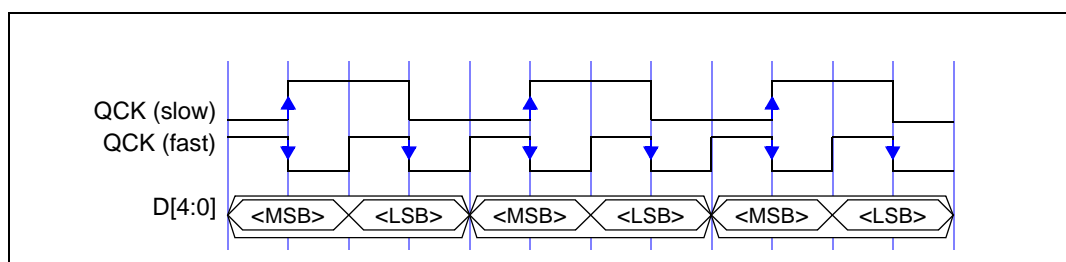 QCK (slow)
QCK (fast)
D[4:0] <MSB> <LSB> <MSB> <LSB> <MSB> <LSB>